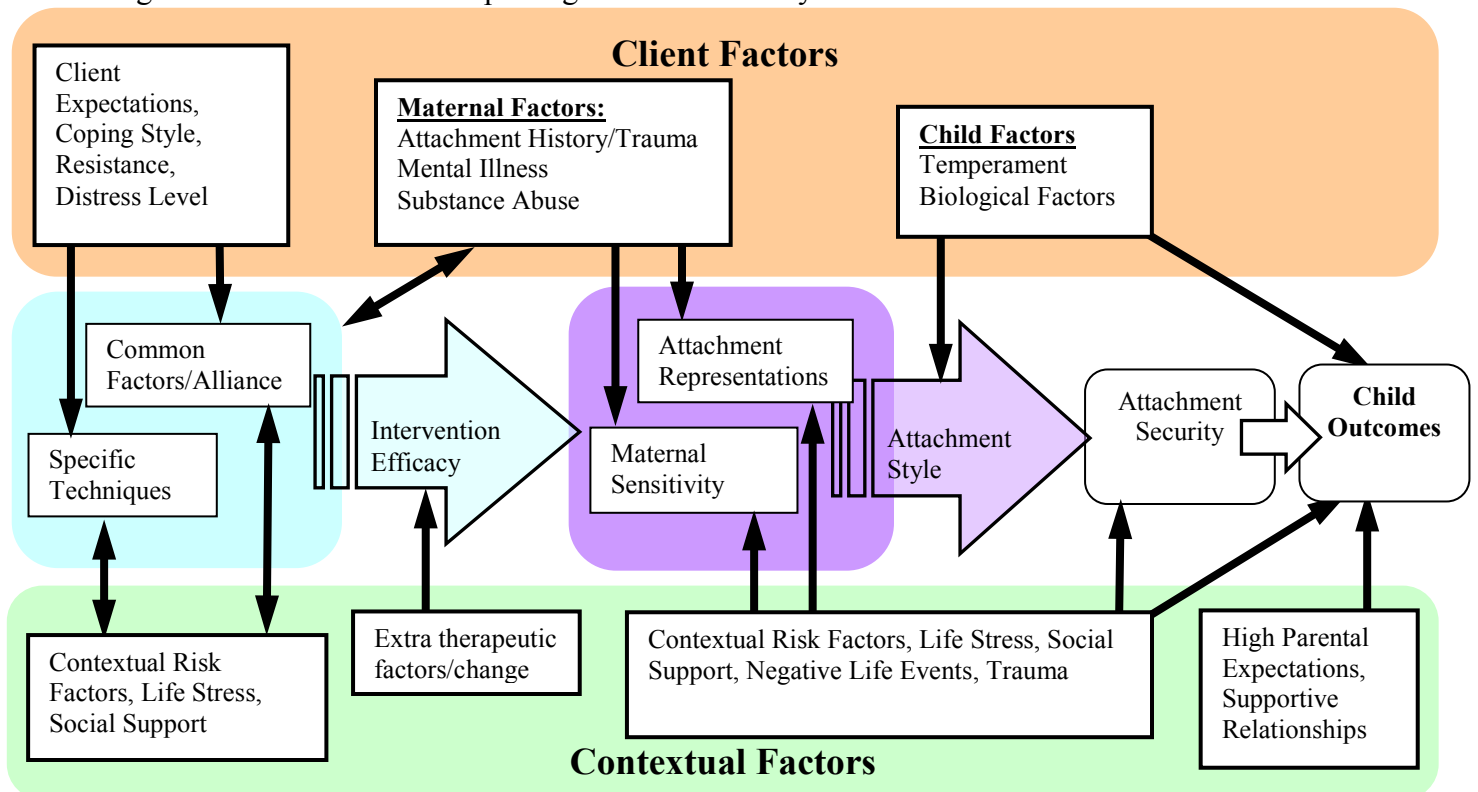 Client Factors
Client
Expectations,
Coping Style,
Resistance,
Distress Level
Maternal Factors:
Attachment History/Trauma
Mental Illness
Substance Abuse
Child Factors
Temperament
Biological Factors
Common
Factors/Alliance
Specific
Techniques
Intervention
Efficacy
Attachment
Representations
Maternal
Sensitivity
Attachment
Style
Attachment
Security
Child
Outcomes
Contextual Risk
Factors, Life Stress,
Social Support
Extra therapeutic
factors/change
Contextual Risk Factors, Life Stress, Social
Support, Negative Life Events, Trauma
High Parental
Expectations,
Supportive
Relationships
Contextual Factors